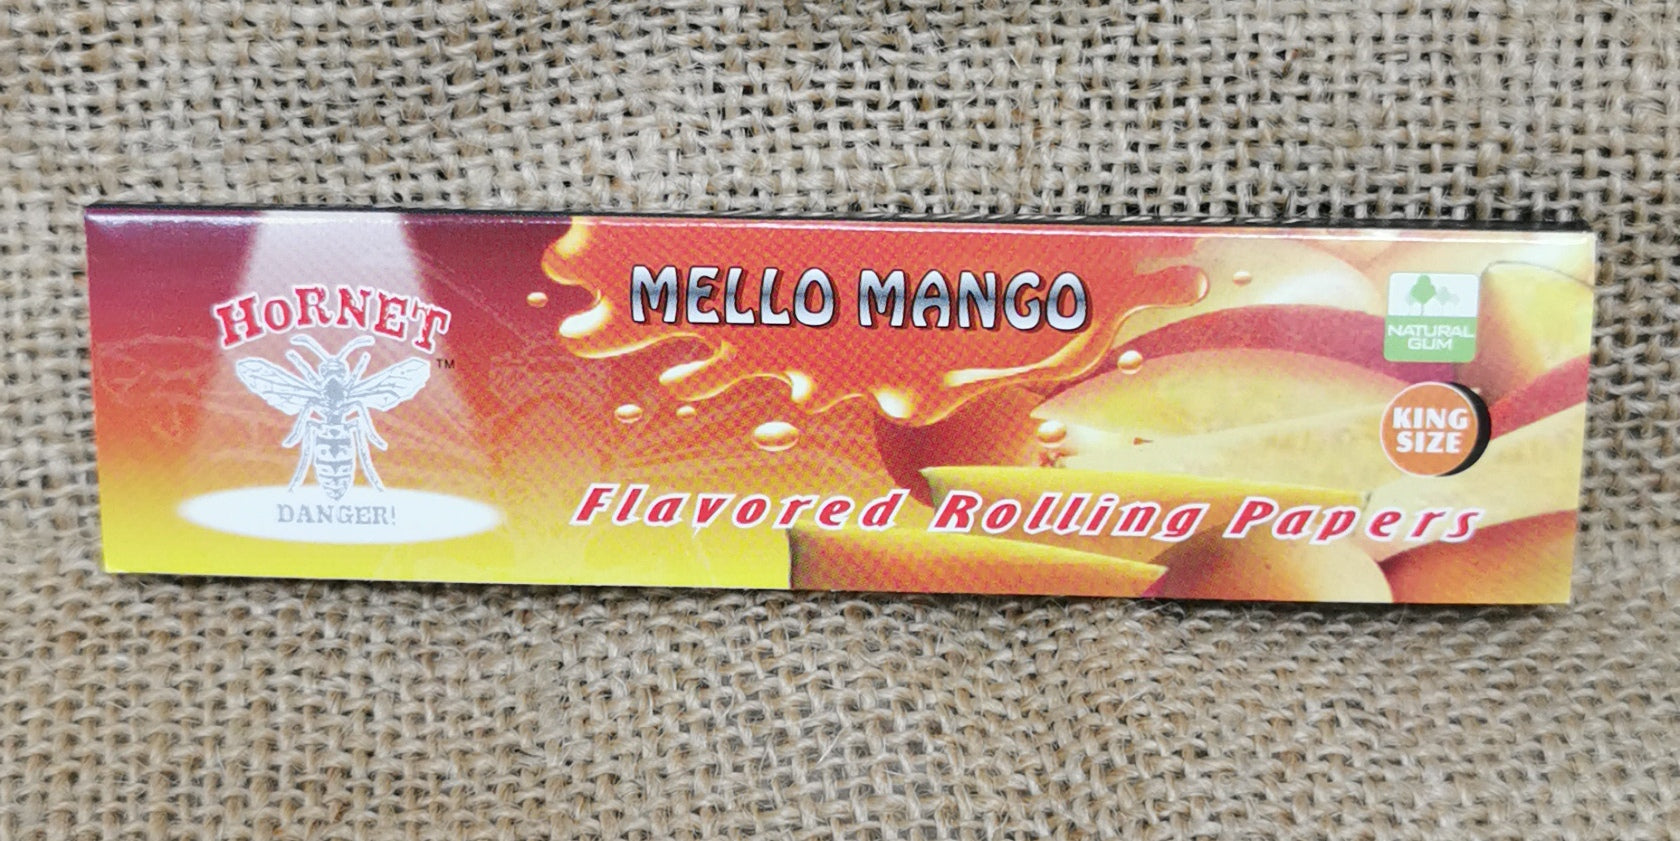 HoRNET
TM
DANGER!
MELLO MANGO
Flavored Rolling Papers
NATURAL
GUM
KING
SIZE